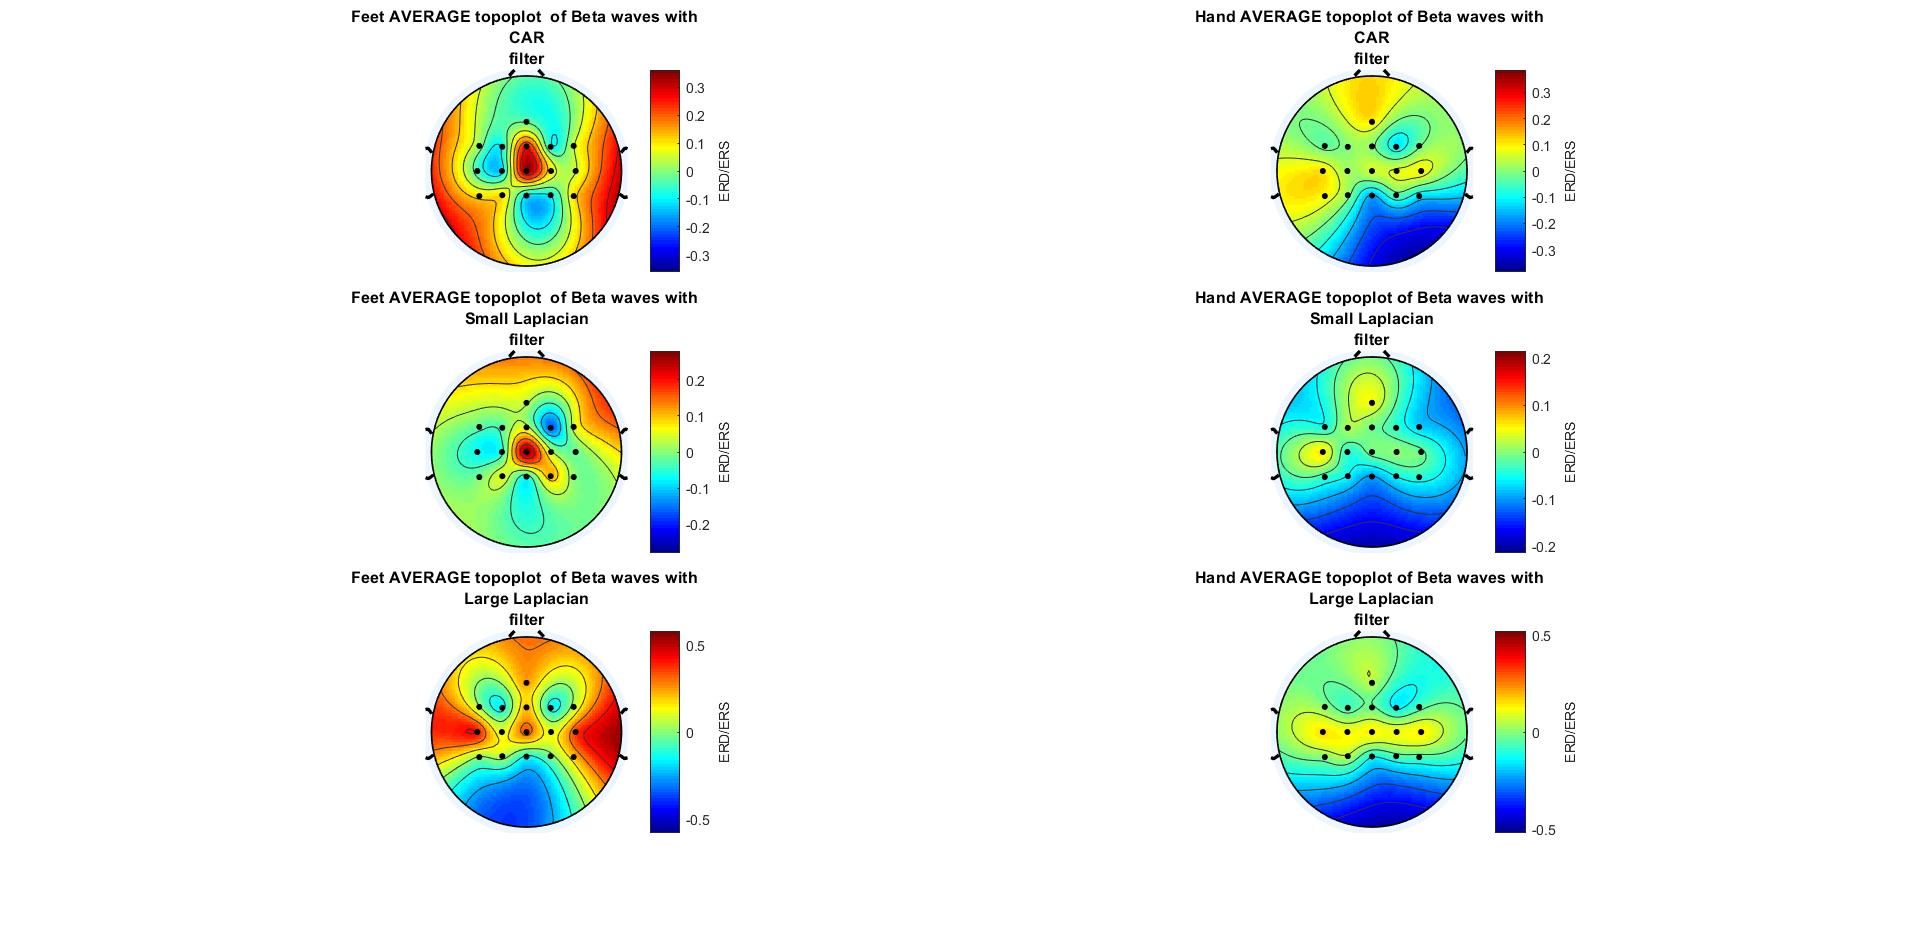 Feet AVERAGE topoplot  of Beta waves with
CAR
filter
0.3
0.2
0.1
0
-0.1
-0.2
-0.3
ERD/ERS
Hand AVERAGE topoplot of Beta waves with
CAR
filter
0.3
0.2
0.1
0
-0.1
-0.2
-0.3
ERD/ERS
Feet AVERAGE topoplot  of Beta waves with
Small Laplacian
filter
0.2
0.1
0
-0.1
-0.2
ERD/ERS
Hand AVERAGE topoplot of Beta waves with
Small Laplacian
filter
0.2
0.1
0
-0.1
-0.2
ERD/ERS
Feet AVERAGE topoplot  of Beta waves with
Large Laplacian
filter
0.5
0
-0.5
ERD/ERS
Hand AVERAGE topoplot of Beta waves with
Large Laplacian
filter
0.5
0
-0.5
ERD/ERS